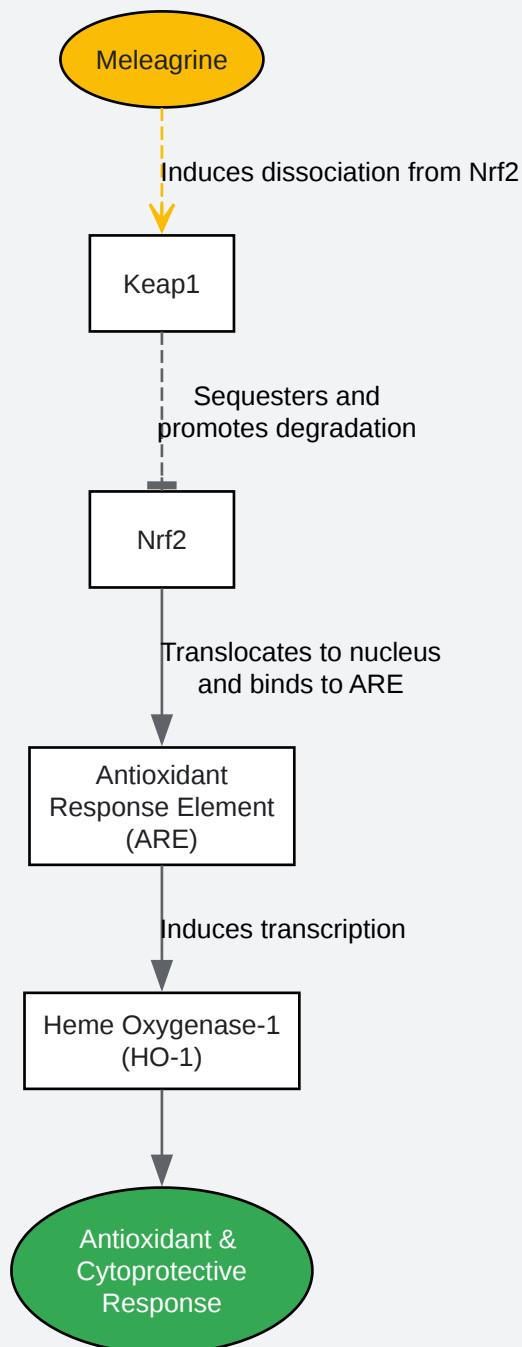 Meleagrine
Induces dissociation from Nrf2
Keap1
Sequesters and
promotes degradation
Nrf2
Translocates to nucleus
and binds to ARE
Antioxidant
Response Element
(ARE)
Induces transcription
Heme Oxygenase-1
(HO-1)
Antioxidant &
Cytoprotective
Response